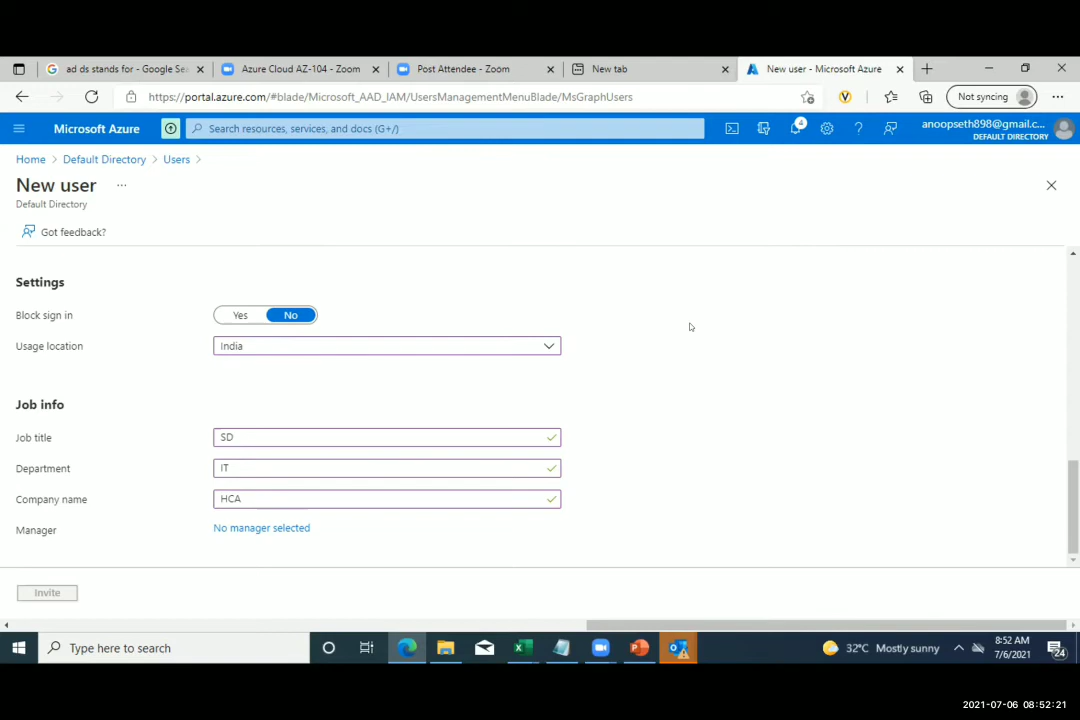 ad ds stands for - Google Se
Azure Cloud AZ-104 - Zoom
Post Attendee - Zoom
New tab
New user - Microsoft Azure
https://portal.azure.com/#blade/Microsoft_AAD_IAM/UsersManagementMenuBlade/MsGraphUsers
Not syncing
Microsoft Azure
Search resources, services, and docs (G+/)
4
anoopseth898@gmail.c...
DEFAULT DIRECTORY
Home > Default Directory > Users >
New user ...
Default Directory
Got feedback?
Settings
Block sign in
Yes No
Usage location
India
Job info
Job title
SD
Department
IT
Company name
HCA
Manager
No manager selected
Invite
Type here to search
32°C Mostly sunny
8:52 AM
7/6/2021
24
2021-07-06 08:52:21